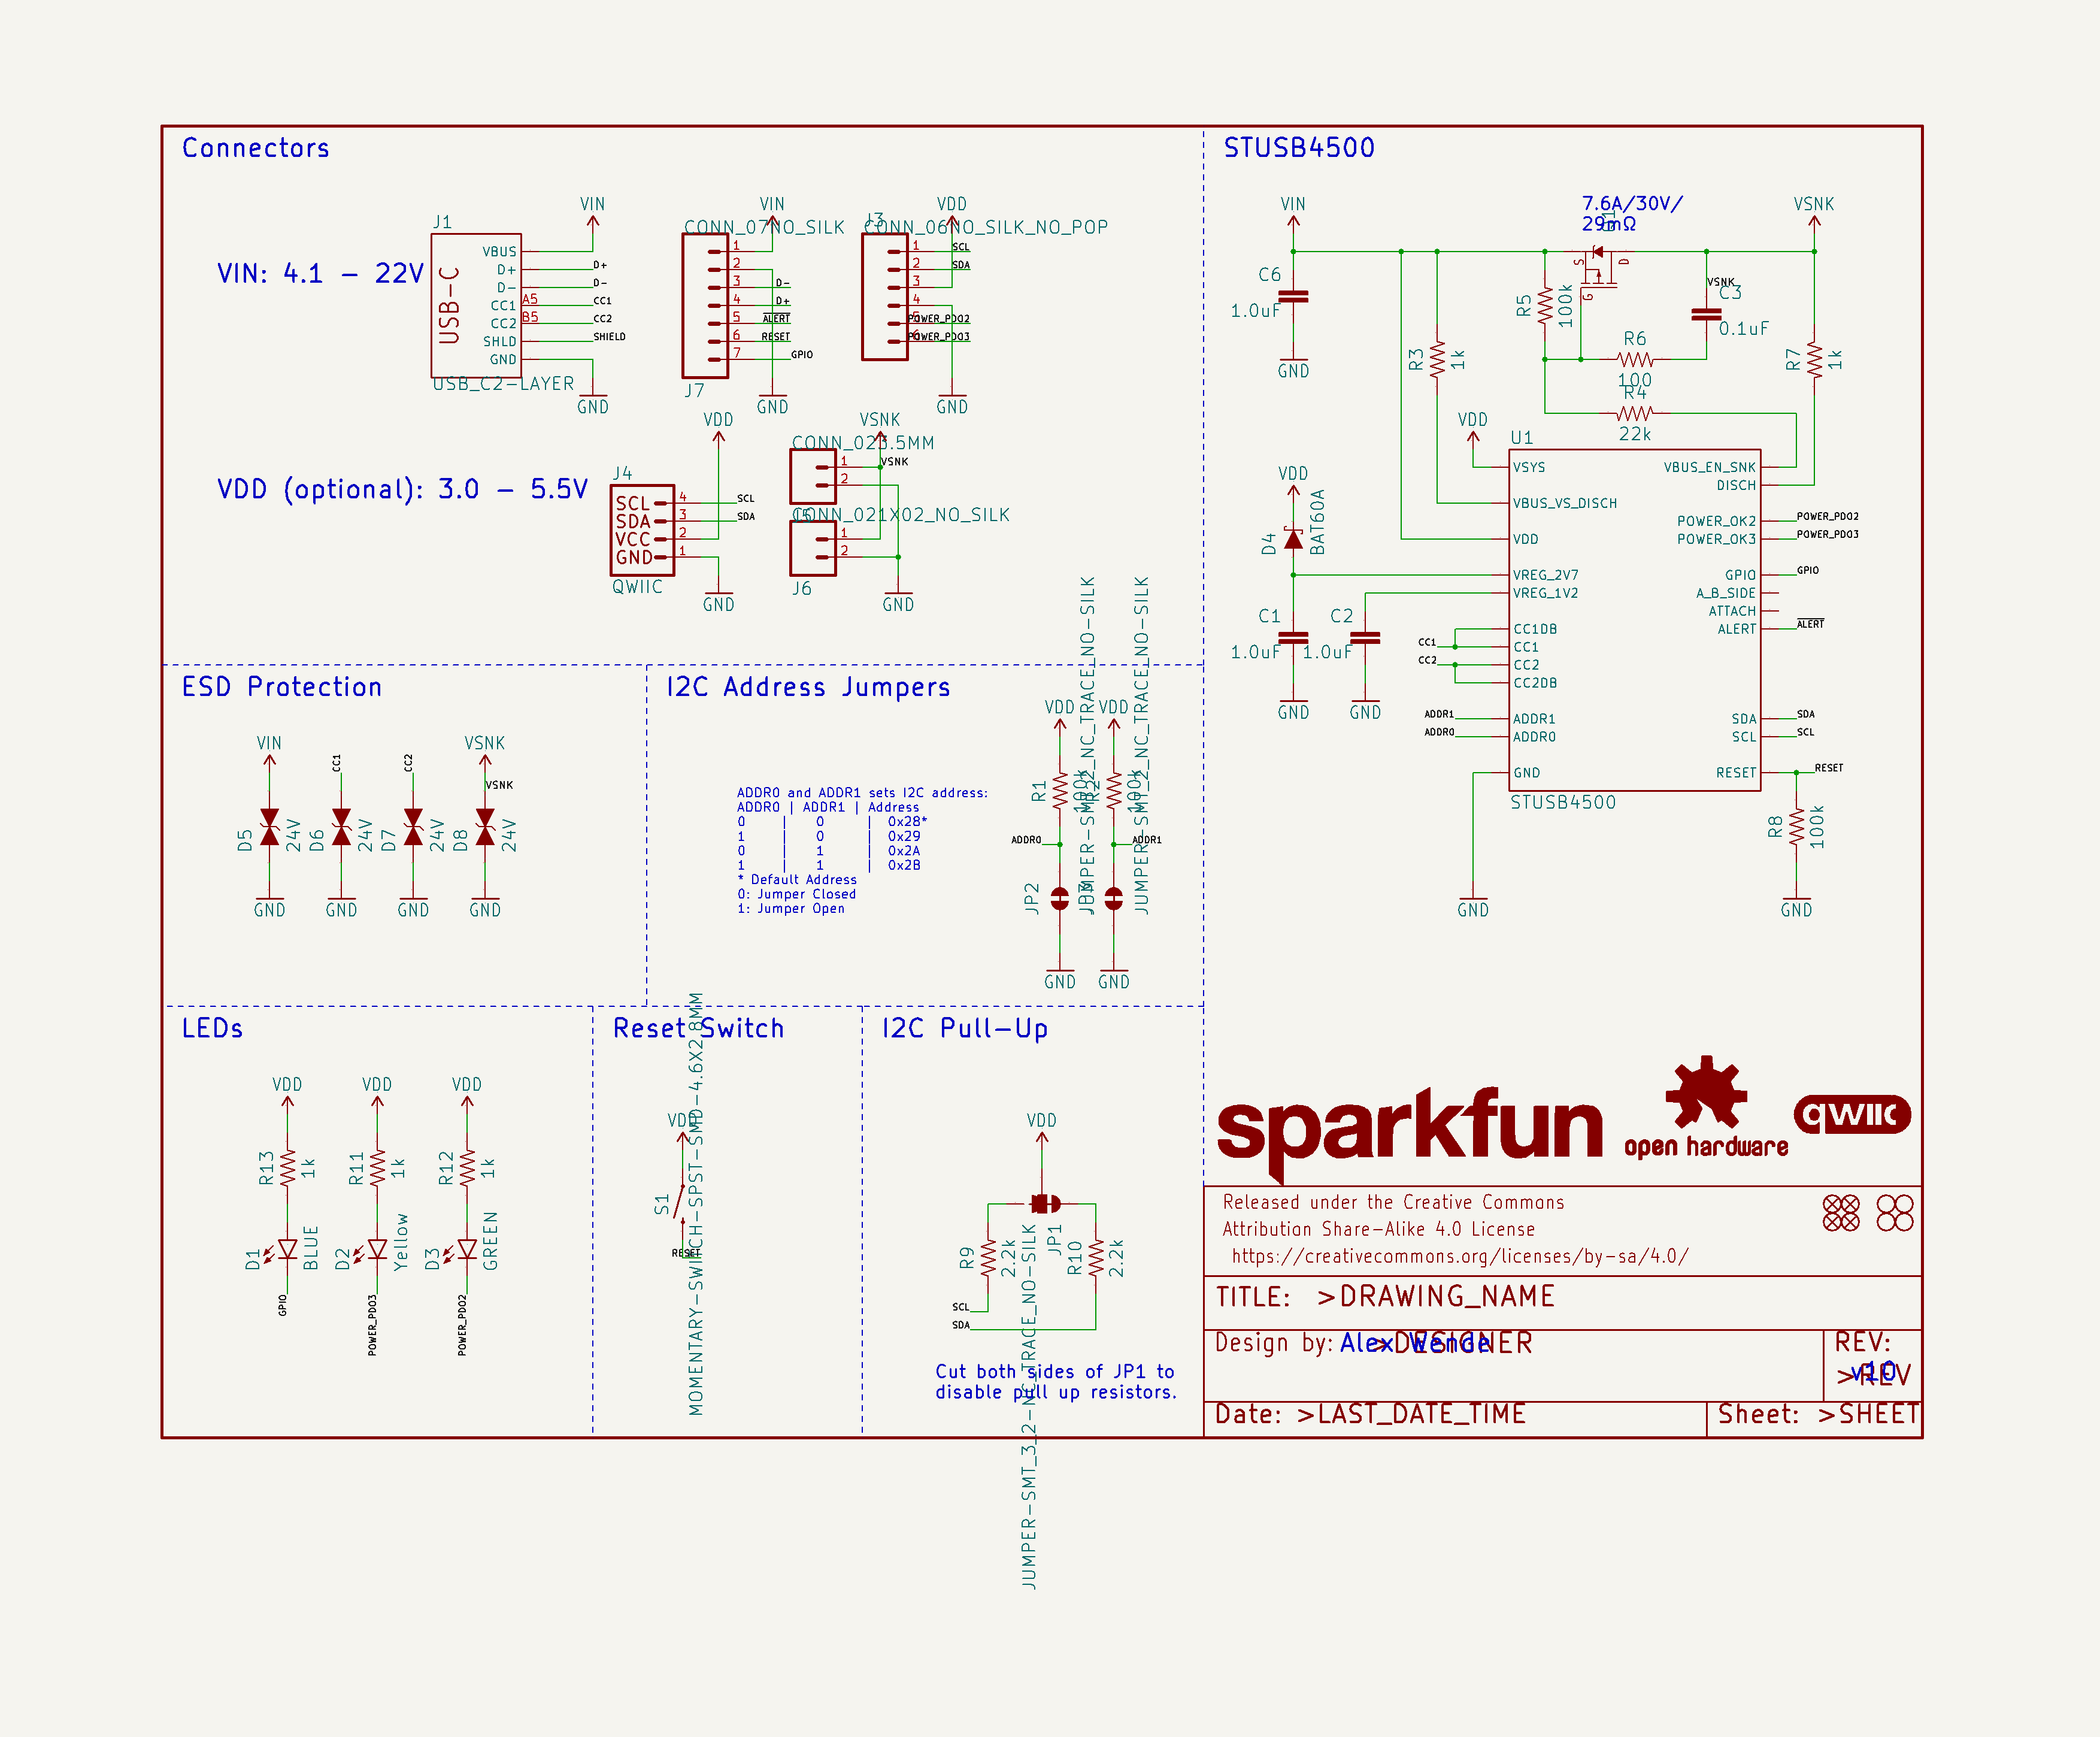 Connectors
STUSB4500
VIN: 4.1 - 22V
J1
VIN
USB-C
VBUS
D+
D-
CC1
CC2
SHLD
GND
A5
B5
D+
D-
CC1
CC2
SHIELD
USB_C2-LAYER
GND
VIN
CONN_07NO_SILK
1
2
3
4
5
6
7
D-
D+
ALERT
RESET
GPIO
J7
GND
VDD
J3
CONN_06NO_SILK_NO_POP
1
2
3
4
5
6
SCL
SDA
POWER_PDO2
POWER_PDO3
GND
VDD (optional): 3.0 - 5.5V
J4
VDD
SCL
SDA
VCC
GND
4
3
2
1
SCL
SDA
QWIIC
GND
VSNK
CONN_023.5MM
1
2
VSNK
J5
CONN_021X02_NO_SILK
1
2
J6
GND
VIN
C6
1.0uF
GND
7.6A/30V/
29mΩ
S
D
G
VSNK
VSNK
C3
0.1uF
R5
100k
R6
100
R4
22k
R3
1k
R7
1k
VDD
U1
VSYS
VBUS_VS_DISCH
VDD
VREG_2V7
VREG_1V2
CC1DB
CC1
CC2
CC2DB
ADDR1
ADDR0
GND
VBUS_EN_SNK
DISCH
POWER_OK2
POWER_OK3
GPIO
A_B_SIDE
ATTACH
ALERT
SDA
SCL
RESET
STUSB4500
POWER_PDO2
POWER_PDO3
GPIO
ALERT
SDA
SCL
RESET
VDD
D4
BAT60A
C1
1.0uF
C2
1.0uF
GND
GND
CC1
CC2
ADDR1
ADDR0
GND
R8
100k
GND
ESD Protection
VIN
CC1
CC2
VSNK
VSNK
D5
24V
D6
24V
D7
24V
D8
24V
GND
GND
GND
GND
I2C Address Jumpers
ADDR0 and ADDR1 sets I2C address:
ADDR0 | ADDR1 | Address
0 | 0 | 0x28*
1 | 0 | 0x29
0 | 1 | 0x2A
1 | 1 | 0x2B
* Default Address
0: Jumper Closed
1: Jumper Open
VDD
VDD
R1
100k
R2
100k
ADDR0
ADDR1
JP2
JUMPER-SMT_2_NC_TRACE_NO-SILK
JP3
JUMPER-SMT_2_NC_TRACE_NO-SILK
GND
GND
LEDs
VDD
VDD
VDD
R13
1k
R11
1k
R12
1k
D1
BLUE
D2
Yellow
D3
GREEN
GPIO
POWER_PDO3
POWER_PDO2
Reset Switch
VDD
S1
MOMENTARY-SWITCH-SPST-SMD-4.6X2.8MM
RESET
I2C Pull-Up
VDD
JP1
JUMPER-SMT_3_2-NC_TRACE_NO-SILK
R9
2.2k
R10
2.2k
SCL
SDA
Cut both sides of JP1 to
disable pull up resistors.
sparkfun
open hardware
qwiic
Released under the Creative Commons
Attribution Share-Alike 4.0 License
https://creativecommons.org/licenses/by-sa/4.0/
TITLE: >DRAWING_NAME
Design by: Alex Wende
>DESIGNER
REV:
v10
>REV
Date: >LAST_DATE_TIME
Sheet: >SHEET